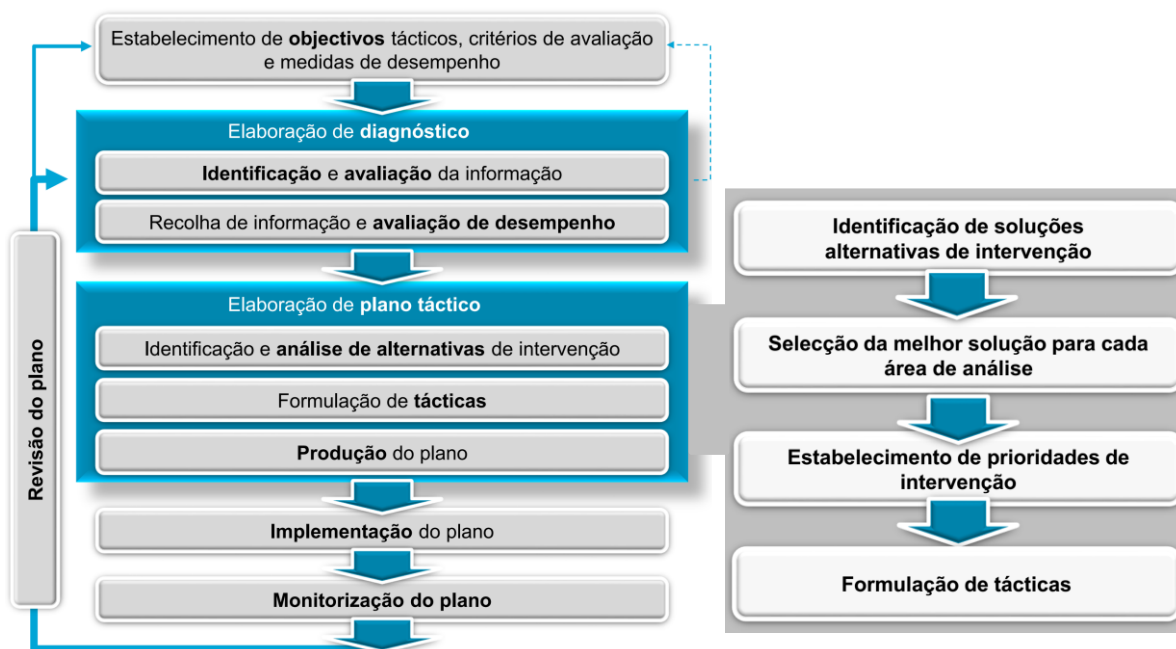 Estabelecimento de objectivos tácticos, critérios de avaliação
e medidas de desempenho
Elaboração de diagnóstico
Identificação e avaliação da informação
Recolha de informação e avaliação de desempenho
Elaboração de plano táctico
Identificação e análise de alternativas de intervenção
Formulação de tácticas
Produção do plano
Implementação do plano
Monitorização do plano
Revisão do plano
Identificação de soluções
alternativas de intervenção
Selecção da melhor solução para cada
área de análise
Estabelecimento de prioridades de
intervenção
Formulação de tácticas